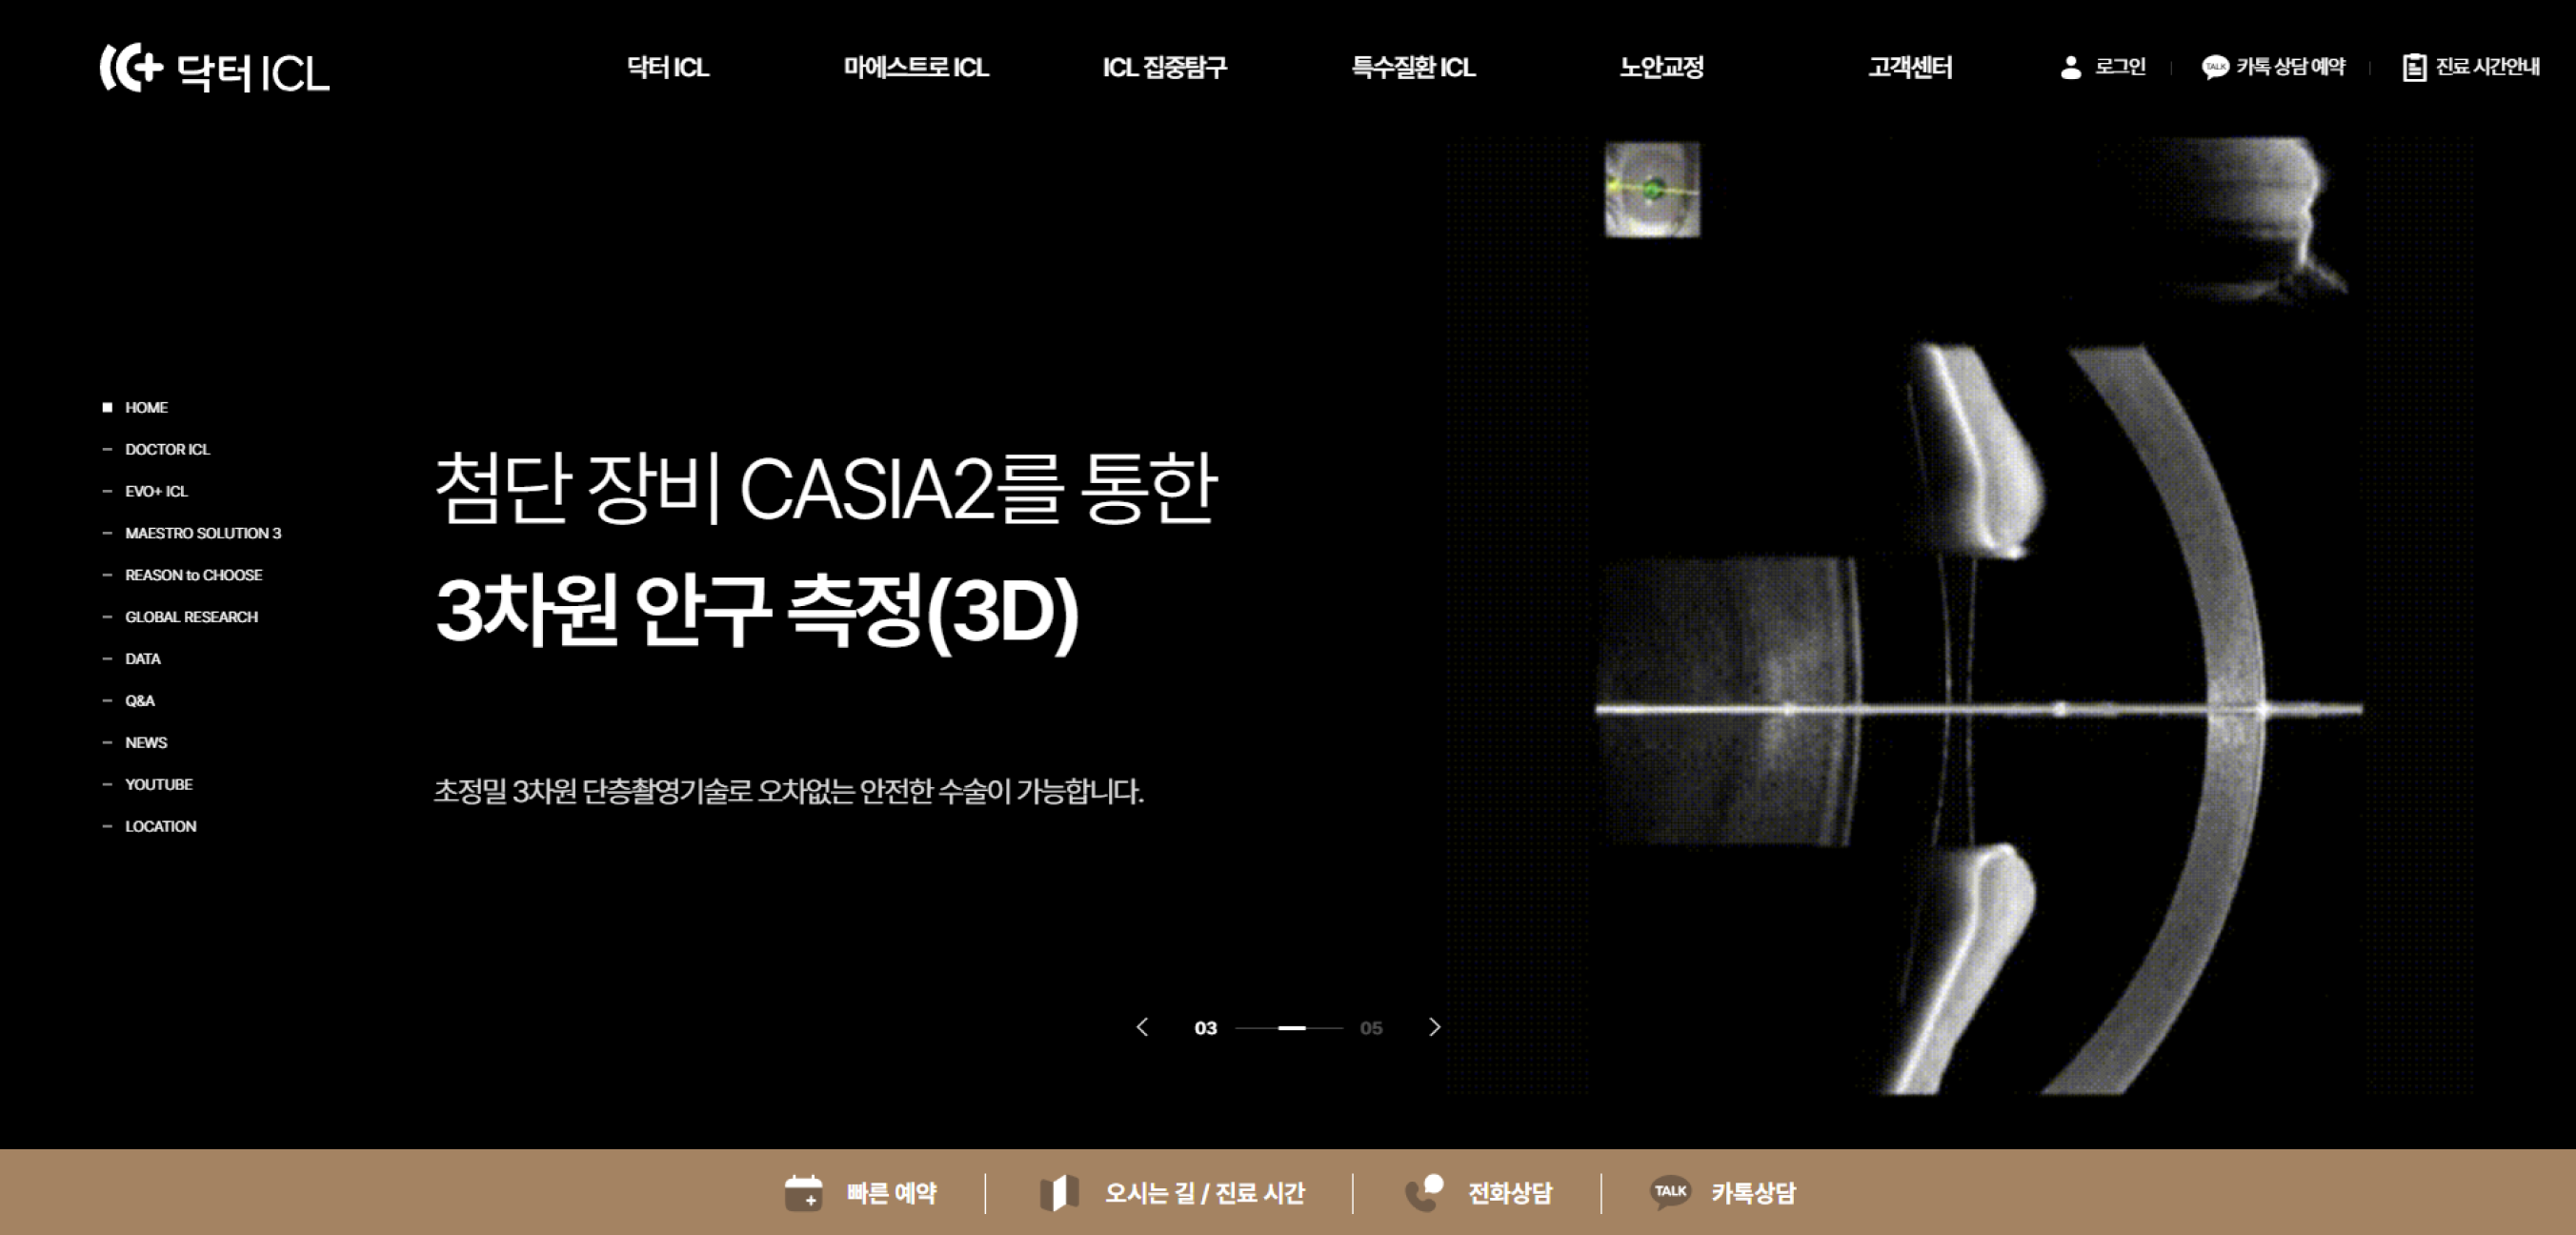 닥터 ICL
닥터 ICL
마에스트로 ICL
ICL 집중탐구
특수질환 ICL
노안교정
고객센터
로그인
TALK 카톡 상담 예약
진료 시간안내
HOME
DOCTOR ICL
EVO+ ICL
MAESTRO SOLUTION 3
REASON to CHOOSE
GLOBAL RESEARCH
DATA
Q&A
NEWS
YOUTUBE
LOCATION
첨단 장비 CASIA2를 통한
3차원 안구 측정(3D)
초정밀 3차원 단층촬영기술로 오차없는 안전한 수술이 가능합니다.
03
05
빠른 예약
오시는 길 / 진료 시간
전화상담
TALK 카톡상담